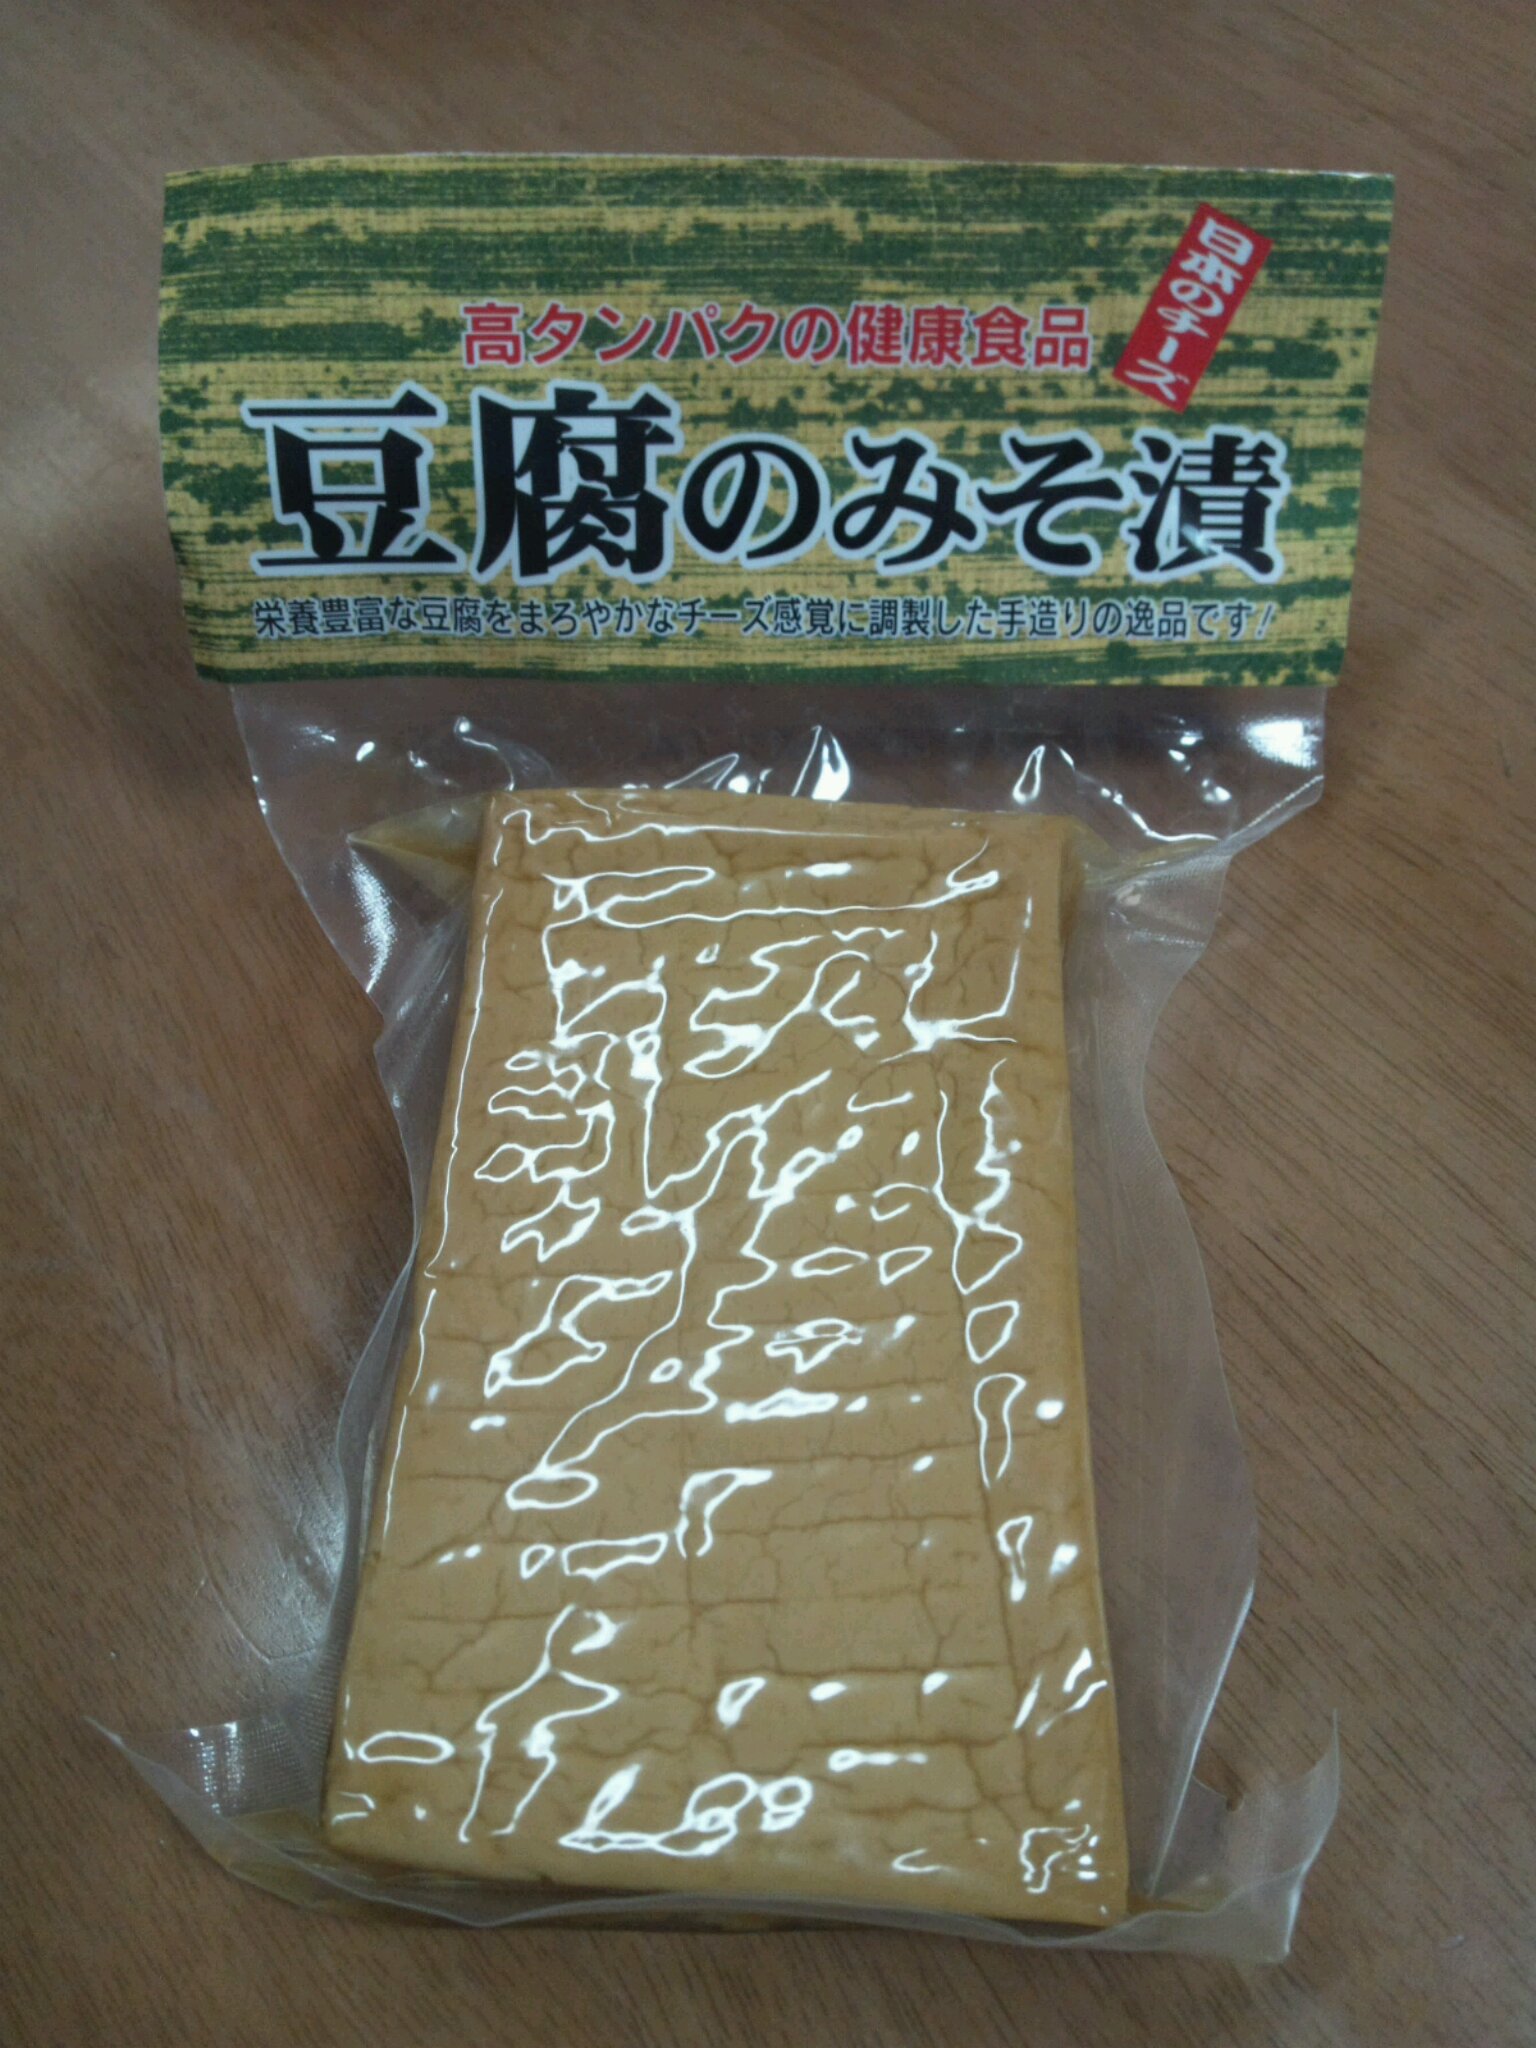 日本のチーズ
高タンパクの健康食品
豆腐のみそ漬
栄養豊富な豆腐をまろやかなチーズ感覚に調製した手造りの逸品です!